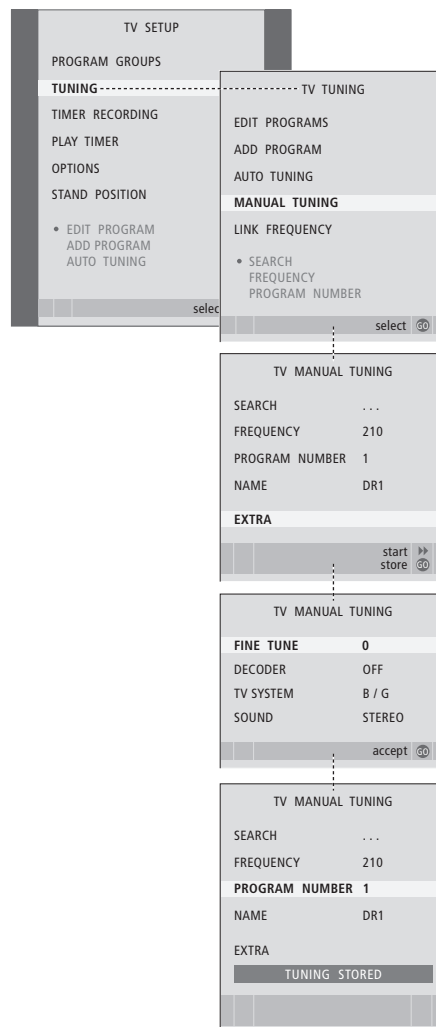 TV SETUP
PROGRAM GROUPS
TUNING
TIMER RECORDING
PLAY TIMER
OPTIONS
STAND POSITION
• EDIT PROGRAM
ADD PROGRAM
AUTO TUNING
selec
TV TUNING
EDIT PROGRAMS
ADD PROGRAM
AUTO TUNING
MANUAL TUNING
LINK FREQUENCY
• SEARCH
FREQUENCY
PROGRAM NUMBER
select GO
TV MANUAL TUNING
SEARCH . . .
FREQUENCY 210
PROGRAM NUMBER 1
NAME DR1
EXTRA
start
store GO
TV MANUAL TUNING
FINE TUNE 0
DECODER OFF
TV SYSTEM B / G
SOUND STEREO
accept GO
TV MANUAL TUNING
SEARCH . . .
FREQUENCY 210
PROGRAM NUMBER 1
NAME DR1
EXTRA
TUNING STORED